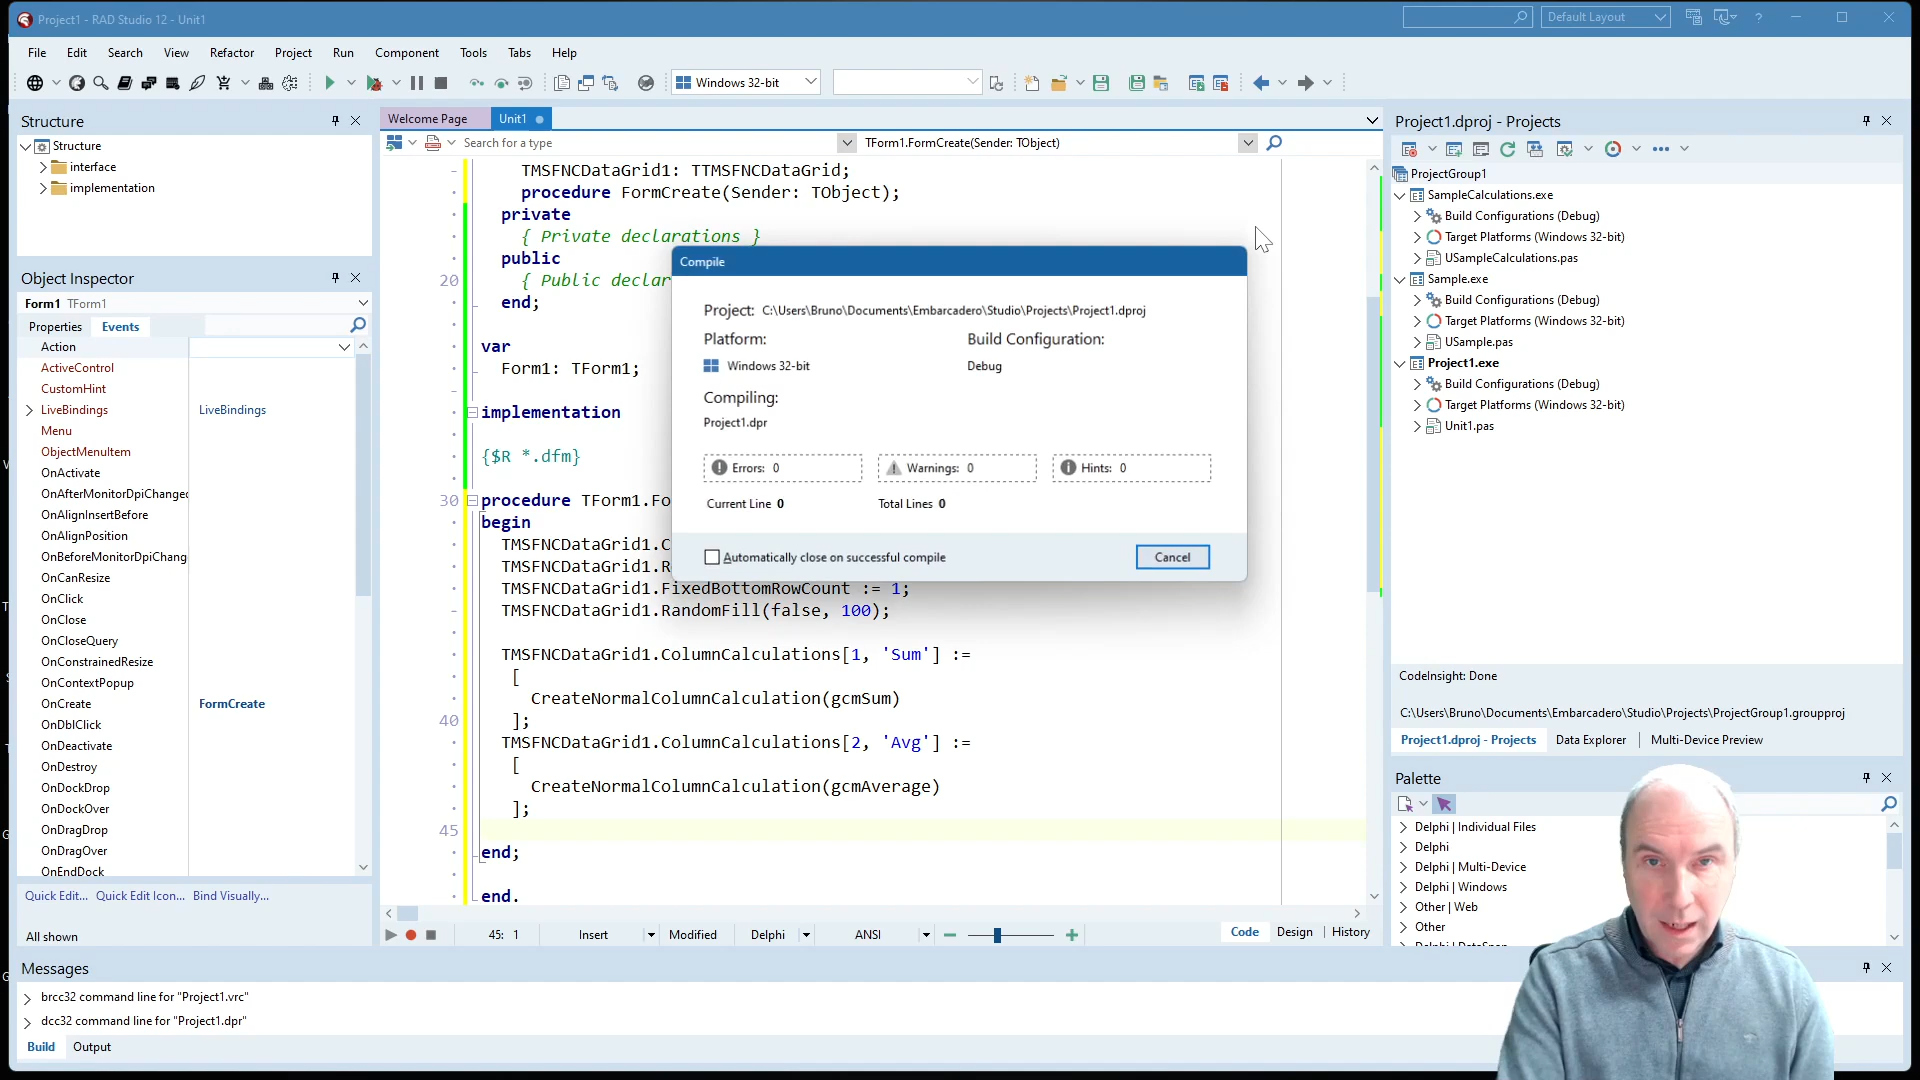 Project1 - RAD Studio 12 - Unit1
Default Layout
?
File Edit Search View Refactor Project Run Component Tools Tabs Help
Windows 32-bit
Structure
Structure
interface
implementation
Object Inspector
Form1 TForm1
Properties Events
Action
ActiveControl
CustomHint
LiveBindings LiveBindings
Menu
ObjectMenuItem
OnActivate
OnAfterMonitorDpiChanged
OnAlignInsertBefore
OnAlignPosition
OnBeforeMonitorDpiChang
OnCanResize
OnClick
OnClose
OnCloseQuery
OnConstrainedResize
OnContextPopup
OnCreate FormCreate
OnDblClick
OnDeactivate
OnDestroy
OnDockDrop
OnDockOver
OnDragDrop
OnDragOver
OnEndDock
Quick Edit... Quick Edit Icon... Bind Visually...
All shown
Welcome Page Unit1
Search for a type TForm1.FormCreate(Sender: TObject)
TMSFNCDataGrid1: TTMSFNCDataGrid;
procedure FormCreate(Sender: TObject);
private
{ Private declarations }
public
20 { Public declar
end;
var
Form1: TForm1;
implementation
{$R *.dfm}
30 procedure TForm1.Fo
begin
TMSFNCDataGrid1.C
TMSFNCDataGrid1.R
TMSFNCDataGrid1.FixedBottomRowCount := 1;
TMSFNCDataGrid1.RandomFill(false, 100);
TMSFNCDataGrid1.ColumnCalculations[1, 'Sum'] :=
[
CreateNormalColumnCalculation(gcmSum)
40 ];
TMSFNCDataGrid1.ColumnCalculations[2, 'Avg'] :=
[
CreateNormalColumnCalculation(gcmAverage)
];
45
end;
end.
45: 1 Insert Modified Delphi ANSI Code Design History
Compile
Project: C:\Users\Bruno\Documents\Embarcadero\Studio\Projects\Project1.dproj
Platform: Build Configuration:
Windows 32-bit Debug
Compiling:
Project1.dpr
Errors: 0 Warnings: 0 Hints: 0
Current Line 0 Total Lines 0
Automatically close on successful compile Cancel
Project1.dproj - Projects
ProjectGroup1
SampleCalculations.exe
Build Configurations (Debug)
Target Platforms (Windows 32-bit)
USampleCalculations.pas
Sample.exe
Build Configurations (Debug)
Target Platforms (Windows 32-bit)
USample.pas
Project1.exe
Build Configurations (Debug)
Target Platforms (Windows 32-bit)
Unit1.pas
CodeInsight: Done
C:\Users\Bruno\Documents\Embarcadero\Studio\Projects\ProjectGroup1.groupproj
Project1.dproj - Projects Data Explorer Multi-Device Preview
Palette
Delphi | Individual Files
Delphi
Delphi | Multi-Device
Delphi | Windows
Other | Web
Other
Messages
brcc32 command line for "Project1.vrc"
dcc32 command line for "Project1.dpr"
Build Output